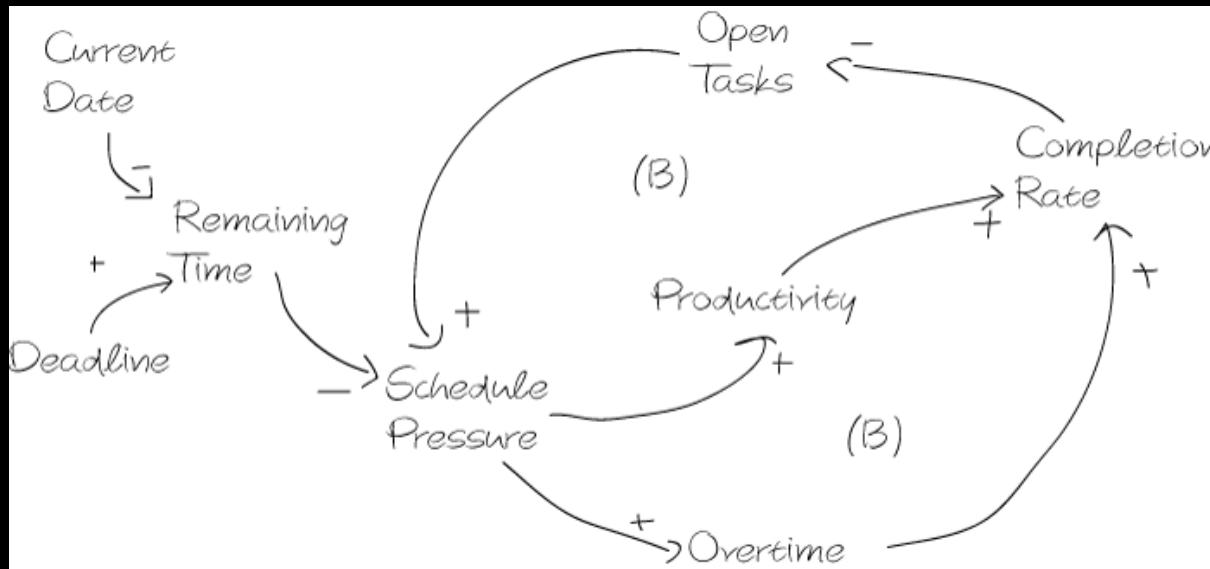 Current
Date
-
Remaining
Time
+
Deadline
-
Schedule
Pressure
+
Open
Tasks
-
(B)
Completion
Rate
+
+
Productivity
+
(B)
+
Overtime